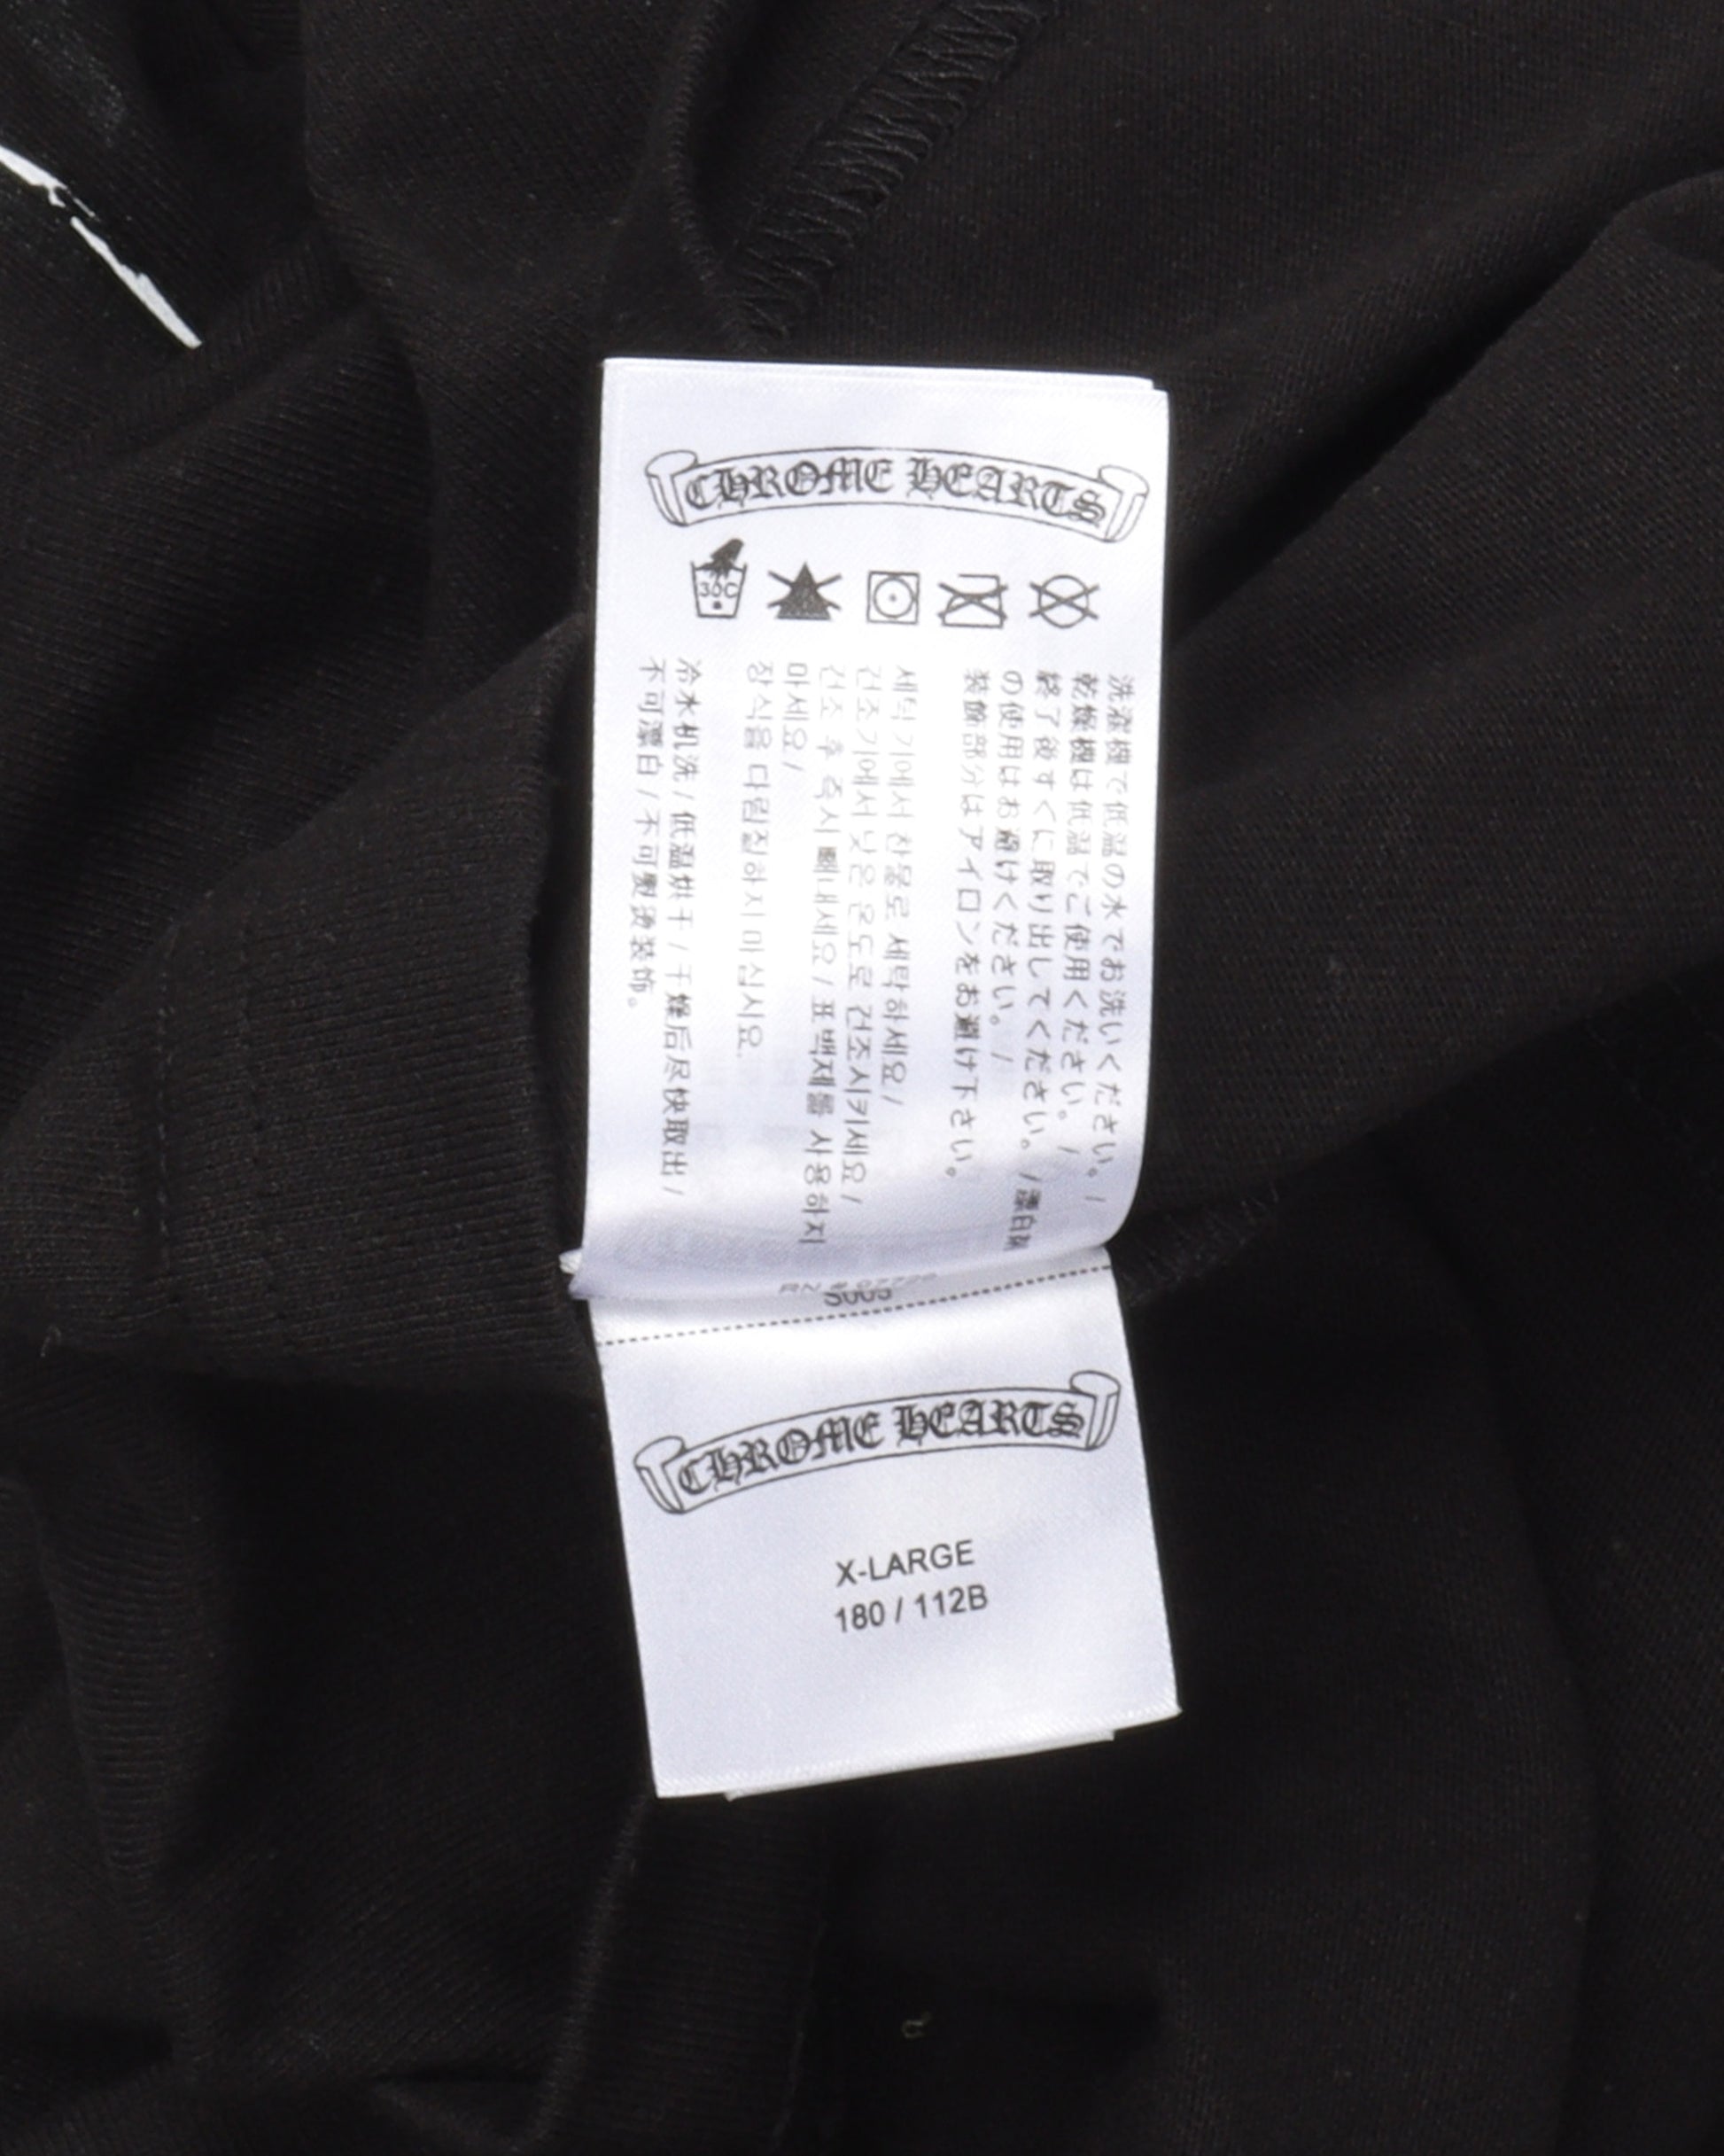 CHROME HEARTS
30C
洗濯機で低温の水でお洗いください。/
乾燥機は低温でご使用ください。/
終了後すぐに取り出してください。/漂白剤
の使用はお避けください。/
装飾部分はアイロンをお避け下さい。
세탁기에서 찬물로 세탁하세요/
건조기에서 낮은 온도로 건조시키세요/
건조 후 즉시 빼내세요/표백제를 사용하지
마세요/
장식을 다림질하지 마십시요.
冷水机洗/低温烘干/干燥后尽快取出/
不可漂白/不可熨烫装饰。
S005
CHROME HEARTS
X-LARGE
180 / 112B